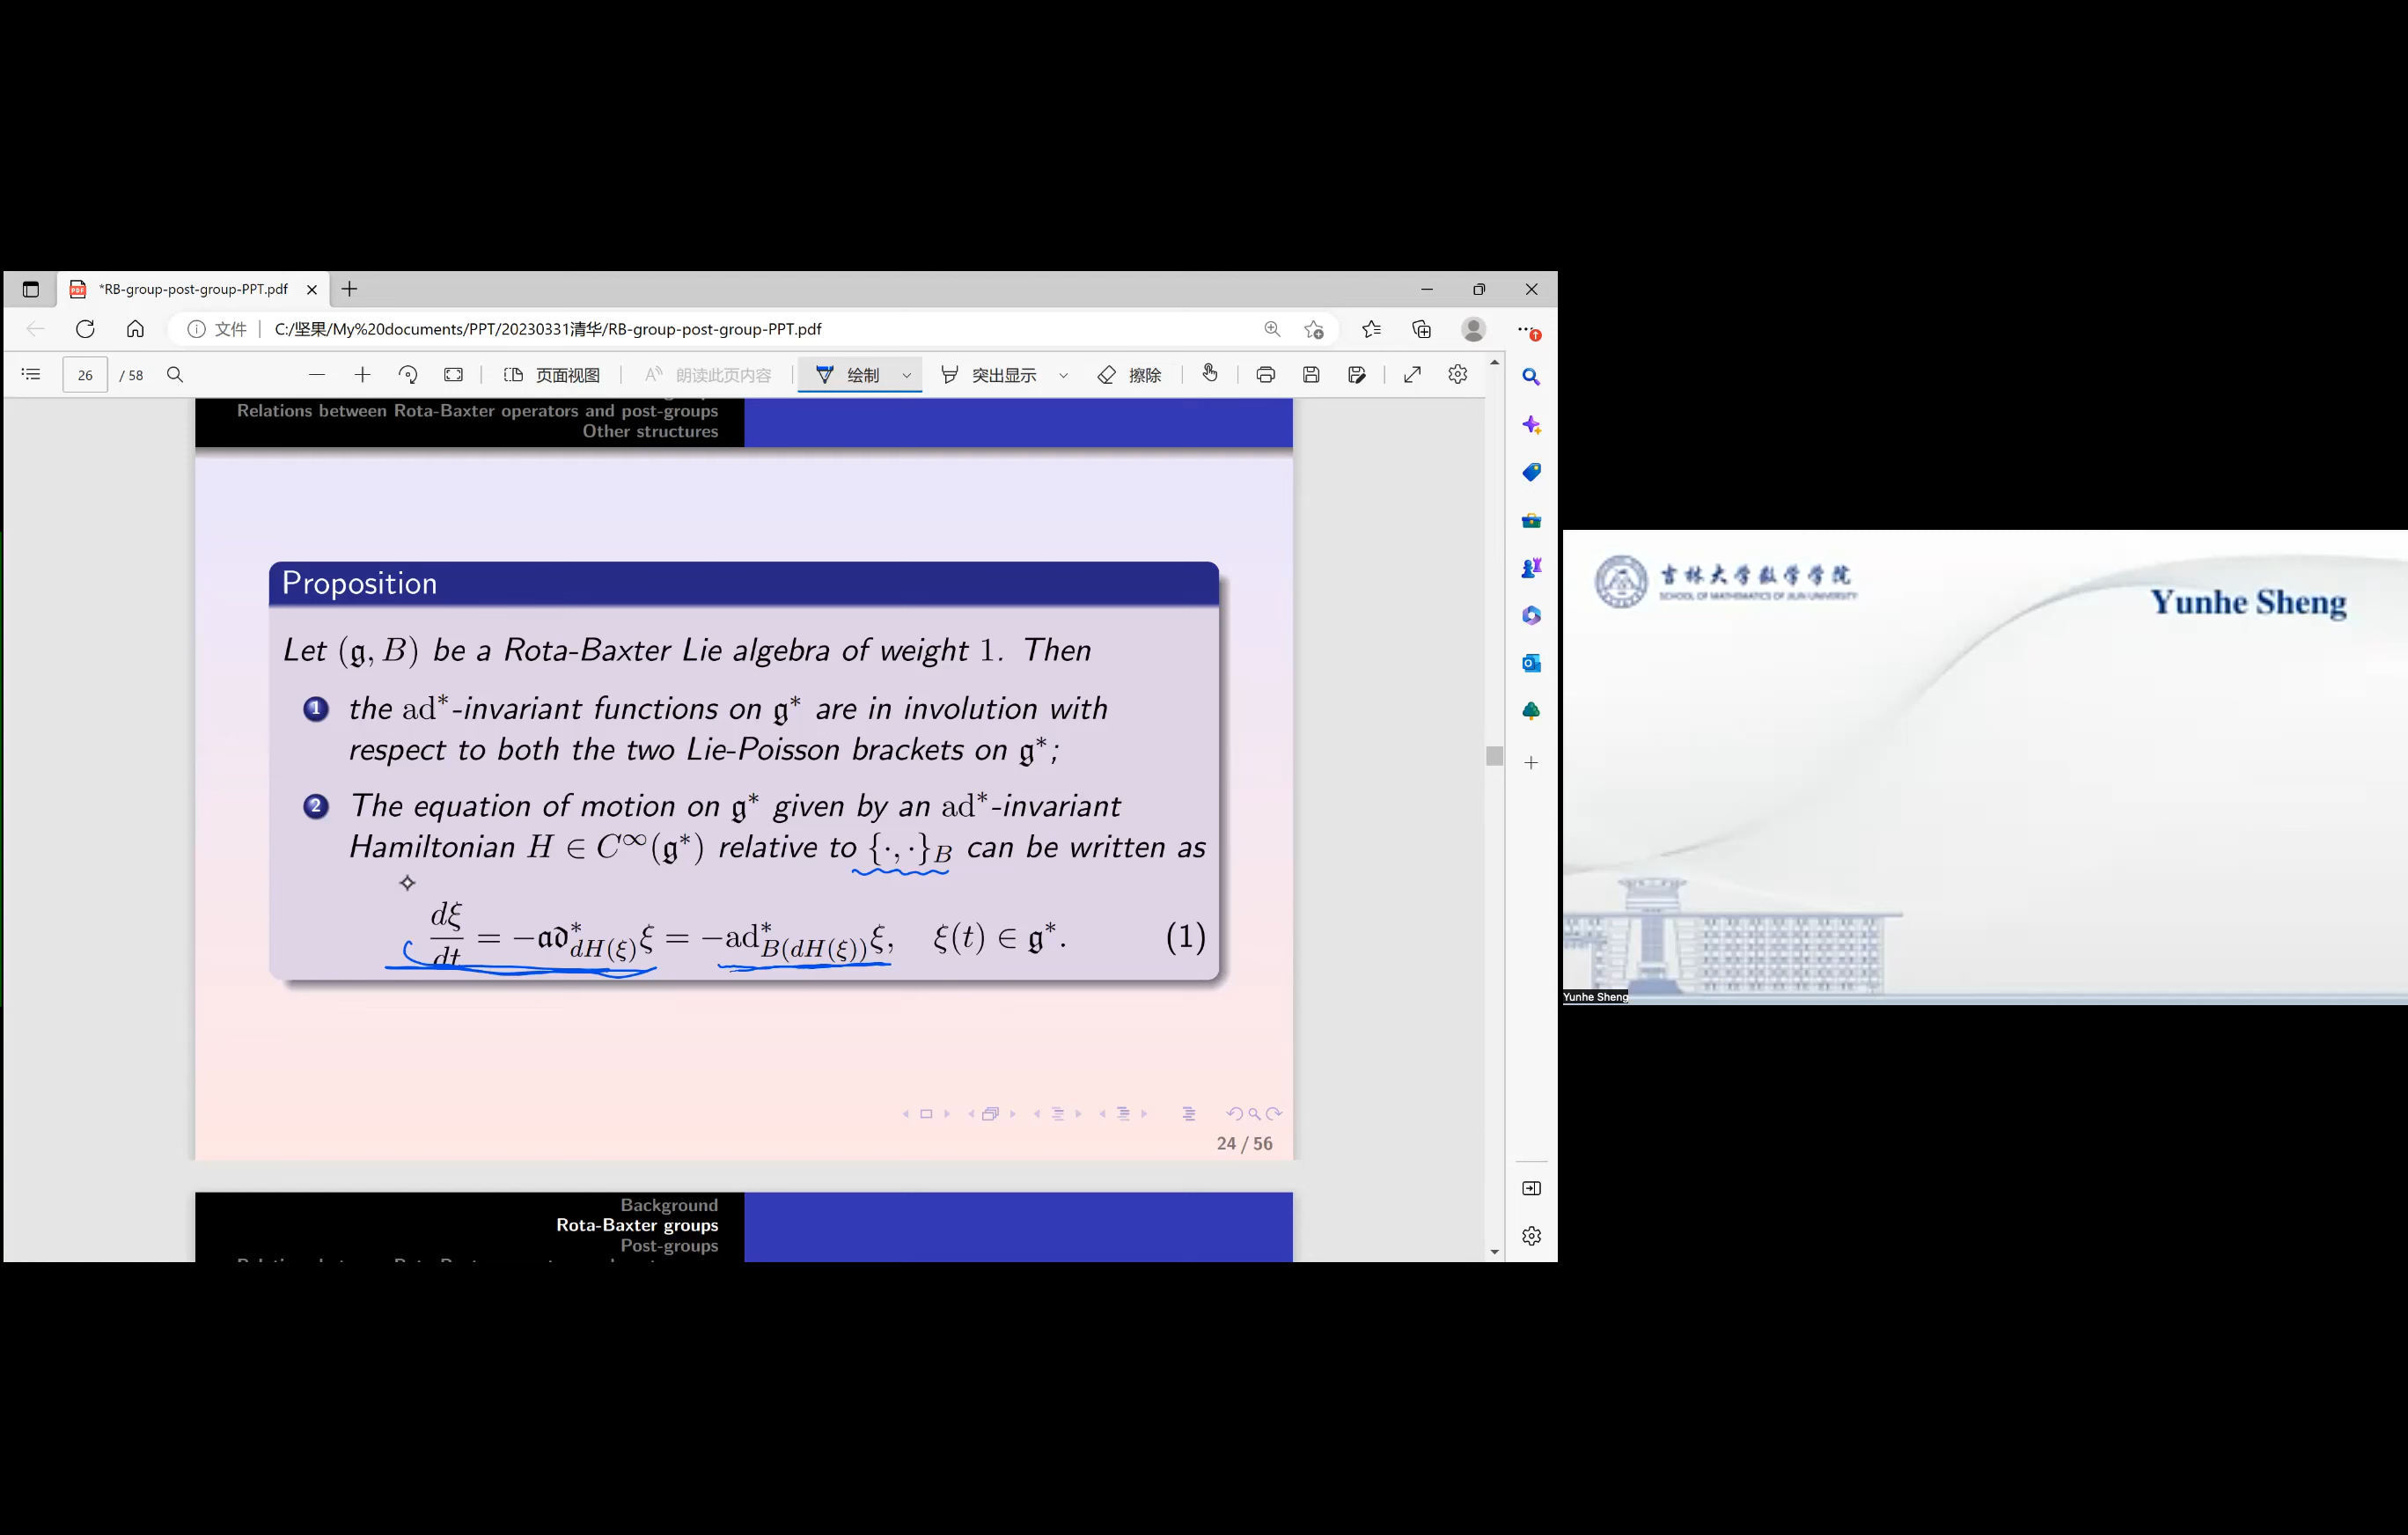 *RB-group-post-group-PPT.pdf
文件 | C:/坚果/My%20documents/PPT/20230331清华/RB-group-post-group-PPT.pdf
26 / 58 页面视图 朗读此页内容 绘制 突出显示 擦除
Relations between Rota-Baxter operators and post-groups
Other structures
Proposition
Let (𝔤, B) be a Rota-Baxter Lie algebra of weight 1. Then
1 the ad*-invariant functions on 𝔤* are in involution with
respect to both the two Lie-Poisson brackets on 𝔤*;
2 The equation of motion on 𝔤* given by an ad*-invariant
Hamiltonian H ∈ C^∞(𝔤*) relative to {·, ·}_B can be written as
dξ/dt = −𝔞𝔡*_{dH(ξ)}ξ = −ad*_{B(dH(ξ))}ξ, ξ(t) ∈ 𝔤*. (1)
24 / 56
Background
Rota-Baxter groups
Post-groups
吉林大学数学学院
SCHOOL OF MATHEMATICS OF JILIN UNIVERSITY
Yunhe Sheng
Yunhe Sheng